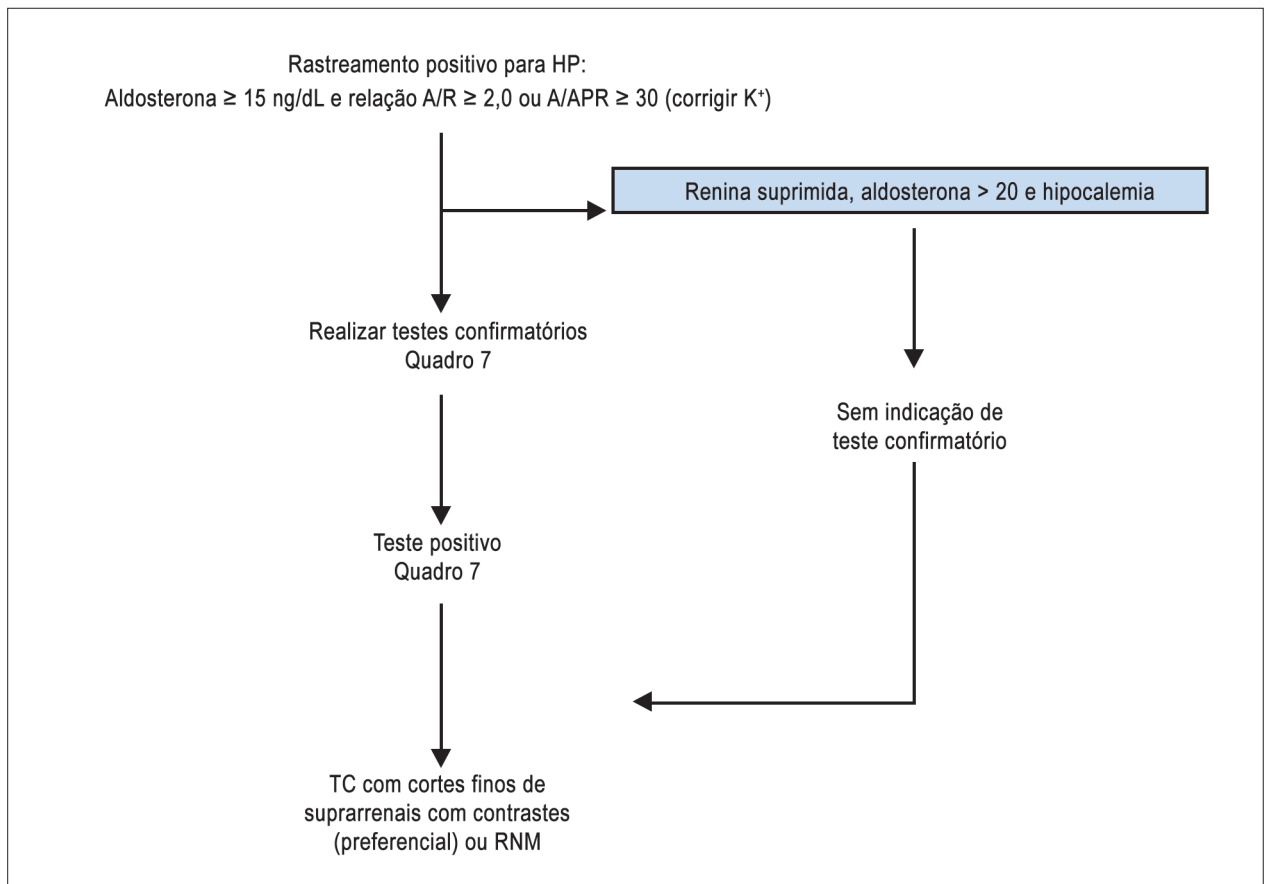 Rastreamento positivo para HP:
Aldosterona ≥ 15 ng/dL e relação A/R ≥ 2,0 ou A/APR ≥ 30 (corrigir K⁺)
Renina suprimida, aldosterona > 20 e hipocalemia
Realizar testes confirmatórios
Quadro 7
Sem indicação de
teste confirmatório
Teste positivo
Quadro 7
TC com cortes finos de
suprarrenais com contrastes
(preferencial) ou RNM